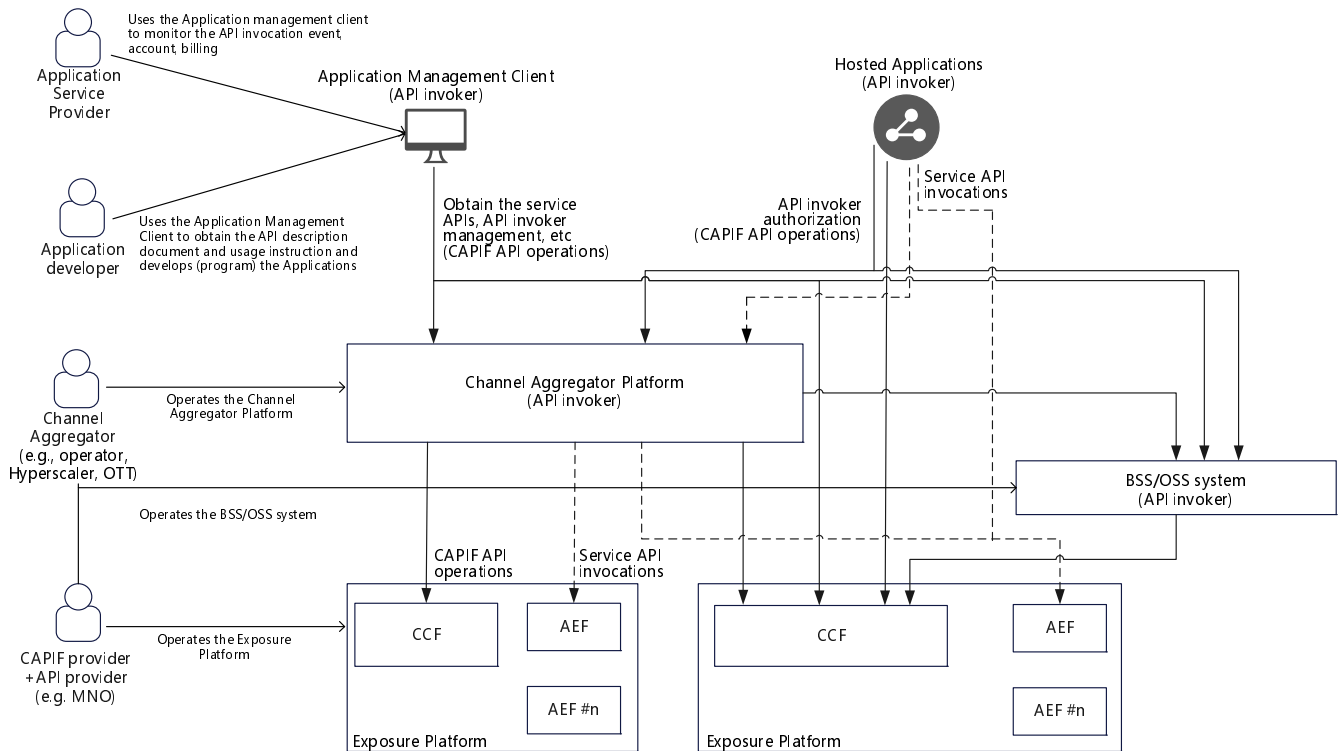 Uses the Application management client
to monitor the API invocation event,
account, billing
Application
Service
Provider
Application Management Client
(API invoker)
Hosted Applications
(API invoker)
Service API
invocations
Obtain the service
APIs, API invoker
management, etc
(CAPIF API operations)
API invoker
authorization
(CAPIF API operations)
Uses the Application Management
Client to obtain the API description
document and usage instruction and
develops (program) the Applications
Application
developer
Channel Aggregator Platform
(API invoker)
Operates the Channel
Aggregator Platform
Channel
Aggregator
(e.g., operator,
Hyperscaler, OTT)
BSS/OSS system
(API invoker)
Operates the BSS/OSS system
CAPIF API
operations
Service API
invocations
CCF
AEF
CCF
AEF
Operates the Exposure
Platform
CAPIF provider
+API provider
(e.g. MNO)
AEF #n
AEF #n
Exposure Platform
Exposure Platform